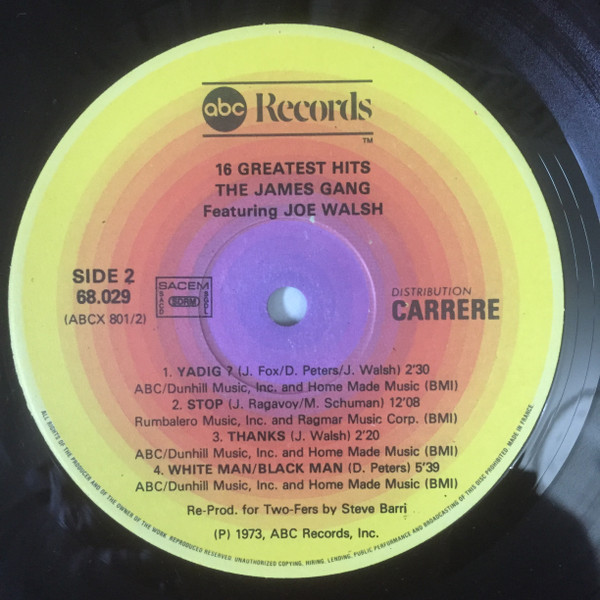 abc Records
TM
16 GREATEST HITS
THE JAMES GANG
Featuring JOE WALSH
SIDE 2
68.029
(ABCX 801/2)
SACEM
SACD
SDRM
SGDL
DISTRIBUTION
CARRERE
1. YADIG ? (J. Fox/D. Peters/J. Walsh) 2'30
ABC/Dunhill Music, Inc. and Home Made Music (BMI)
2. STOP (J. Ragavoy/M. Schuman) 12'08
Rumbalero Music, Inc. and Ragmar Music Corp. (BMI)
3. THANKS (J. Walsh) 2'20
ABC/Dunhill Music, Inc. and Home Made Music (BMI)
4. WHITE MAN/BLACK MAN (D. Peters) 5'39
ABC/Dunhill Music, Inc. and Home Made Music (BMI)
Re-Prod. for Two-Fers by Steve Barri
(P) 1973, ABC Records, Inc.
ALL RIGHTS OF THE PRODUCER AND OF THE OWNER OF THE WORK REPRODUCED RESERVED. UNAUTHORIZED COPYING, HIRING, LENDING, PUBLIC PERFORMANCE AND BROADCASTING OF THIS DISC PROHIBITED. MADE IN FRANCE.